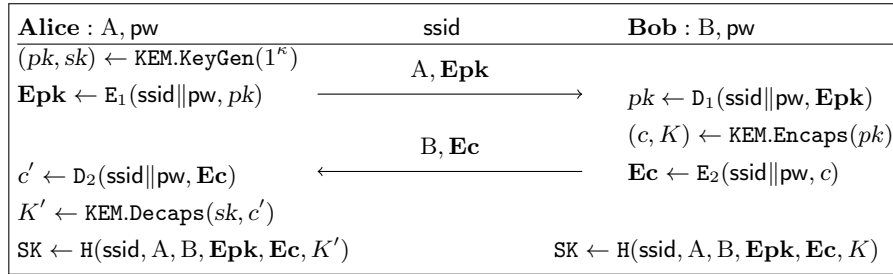 Alice : A, pw ssid Bob : B, pw
(pk, sk) ← KEM.KeyGen(1^κ)
A, Epk
Epk ← E₁(ssid‖pw, pk)
pk ← D₁(ssid‖pw, Epk)
(c, K) ← KEM.Encaps(pk)
B, Ec
c′ ← D₂(ssid‖pw, Ec) Ec ← E₂(ssid‖pw, c)
K′ ← KEM.Decaps(sk, c′)
SK ← H(ssid, A, B, Epk, Ec, K′) SK ← H(ssid, A, B, Epk, Ec, K)